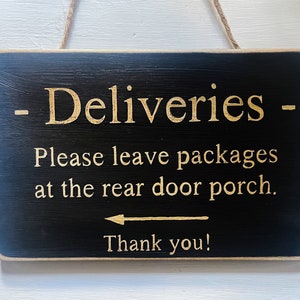 - Deliveries -
Please leave packages
at the rear door porch.
Thank you!